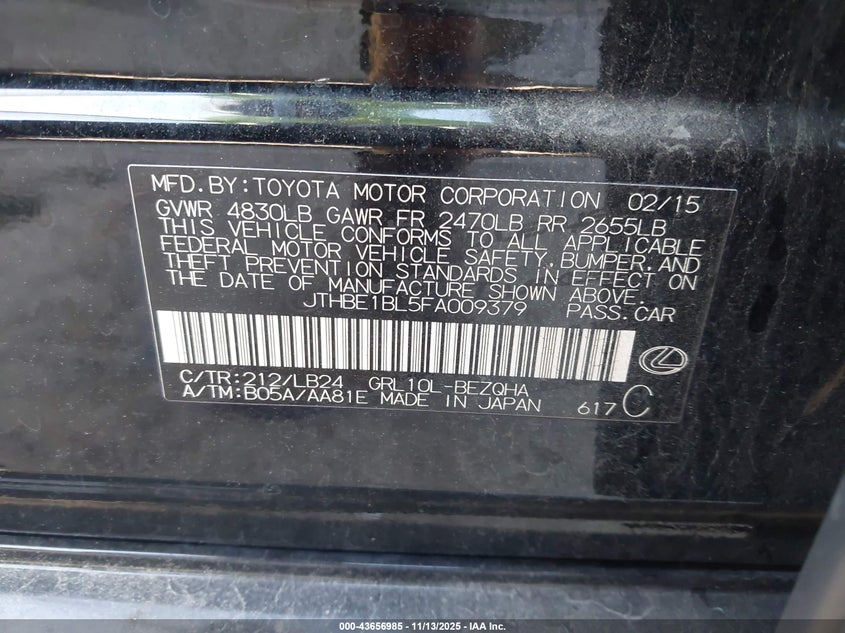 MFD.BY:TOYOTA MOTOR CORPORATION 02/15
GVWR 4830LB GAWR FR 2470LB RR 2655LB
THIS VEHICLE CONFORMS TO ALL APPLICABLE
FEDERAL MOTOR VEHICLE SAFETY,BUMPER,AND
THEFT PREVENTION STANDARDS IN EFFECT ON
THE DATE OF MANUFACTURE SHOWN ABOVE.
JTHBE1BL5FA009379 PASS.CAR
C/TR:212/LB24 GRL10L-BEZQHA
A/TM:B05A/AA81E MADE IN JAPAN 617 C
000-43656985 - 11/13/2025 - IAA Inc.